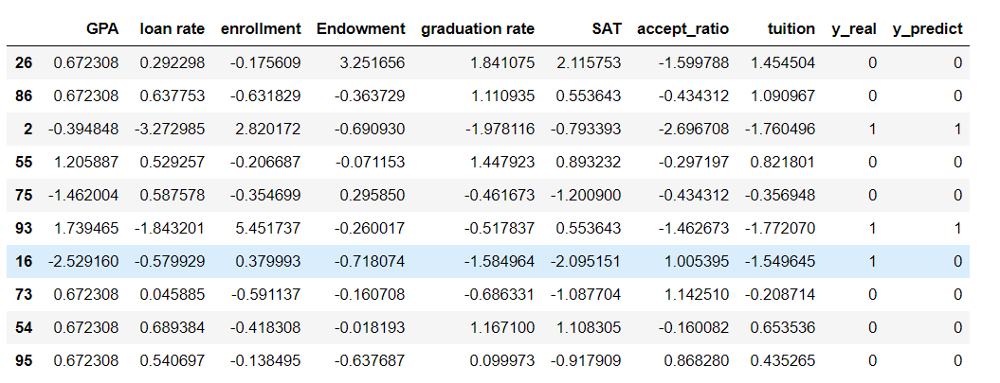 GPA loan rate enrollment Endowment graduation rate SAT accept_ratio tuition y_real y_predict
26 0.672308 0.292298 -0.175609 3.251656 1.841075 2.115753 -1.599788 1.454504 0 0
86 0.672308 0.637753 -0.631829 -0.363729 1.110935 0.553643 -0.434312 1.090967 0 0
2 -0.394848 -3.272985 2.820172 -0.690930 -1.978116 -0.793393 -2.696708 -1.760496 1 1
55 1.205887 0.529257 -0.206687 -0.071153 1.447923 0.893232 -0.297197 0.821801 0 0
75 -1.462004 0.587578 -0.354699 0.295850 -0.461673 -1.200900 -0.434312 -0.356948 0 0
93 1.739465 -1.843201 5.451737 -0.260017 -0.517837 0.553643 -1.462673 -1.772070 1 1
16 -2.529160 -0.579929 0.379993 -0.718074 -1.584964 -2.095151 1.005395 -1.549645 1 0
73 0.672308 0.045885 -0.591137 -0.160708 -0.686331 -1.087704 1.142510 -0.208714 0 0
54 0.672308 0.689384 -0.418308 -0.018193 1.167100 1.108305 -0.160082 0.653536 0 0
95 0.672308 0.540697 -0.138495 -0.637687 0.099973 -0.917909 0.868280 0.435265 0 0